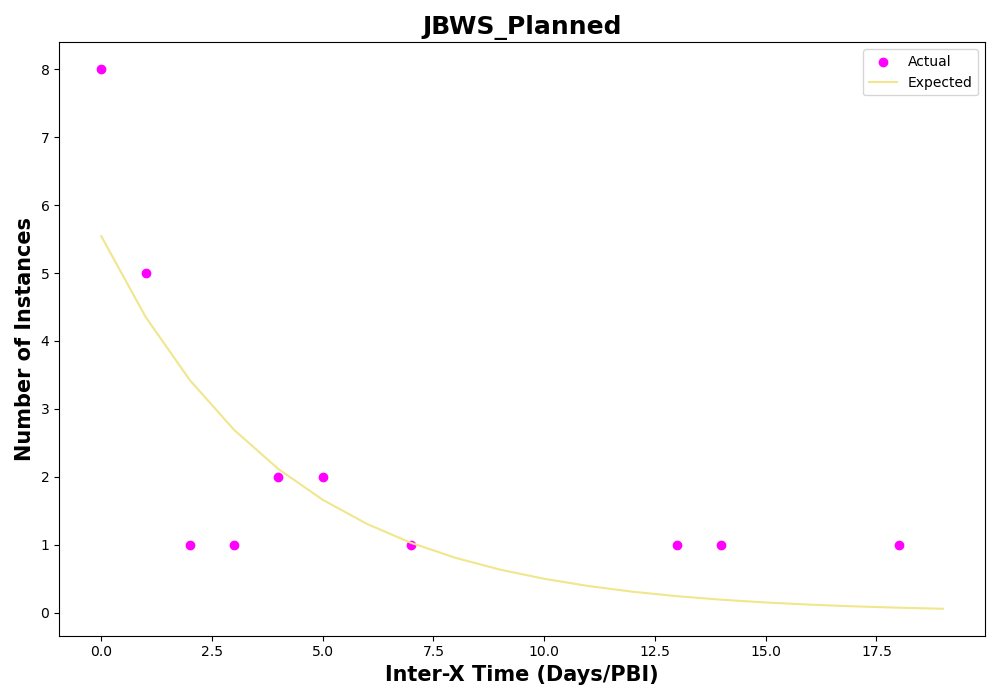 JBWS_Planned
Actual
Expected
8
7
6
5
4
3
2
1
0
Number of Instances
0.0 2.5 5.0 7.5 10.0 12.5 15.0 17.5
Inter-X Time (Days/PBI)